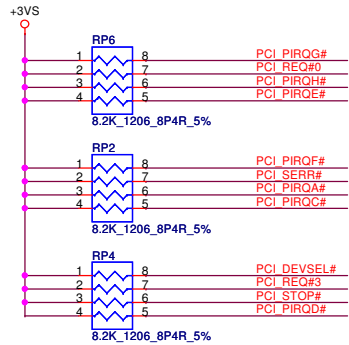 +3VS
RP6
1 8 PCI_PIRQG#
2 7 PCI_REQ#0
3 6 PCI_PIRQH#
4 5 PCI_PIRQE#
8.2K_1206_8P4R_5%
RP2
1 8 PCI_PIRQF#
2 7 PCI_SERR#
3 6 PCI_PIRQA#
4 5 PCI_PIRQC#
8.2K_1206_8P4R_5%
RP4
1 8 PCI_DEVSEL#
2 7 PCI_REQ#3
3 6 PCI_STOP#
4 5 PCI_PIRQD#
8.2K_1206_8P4R_5%